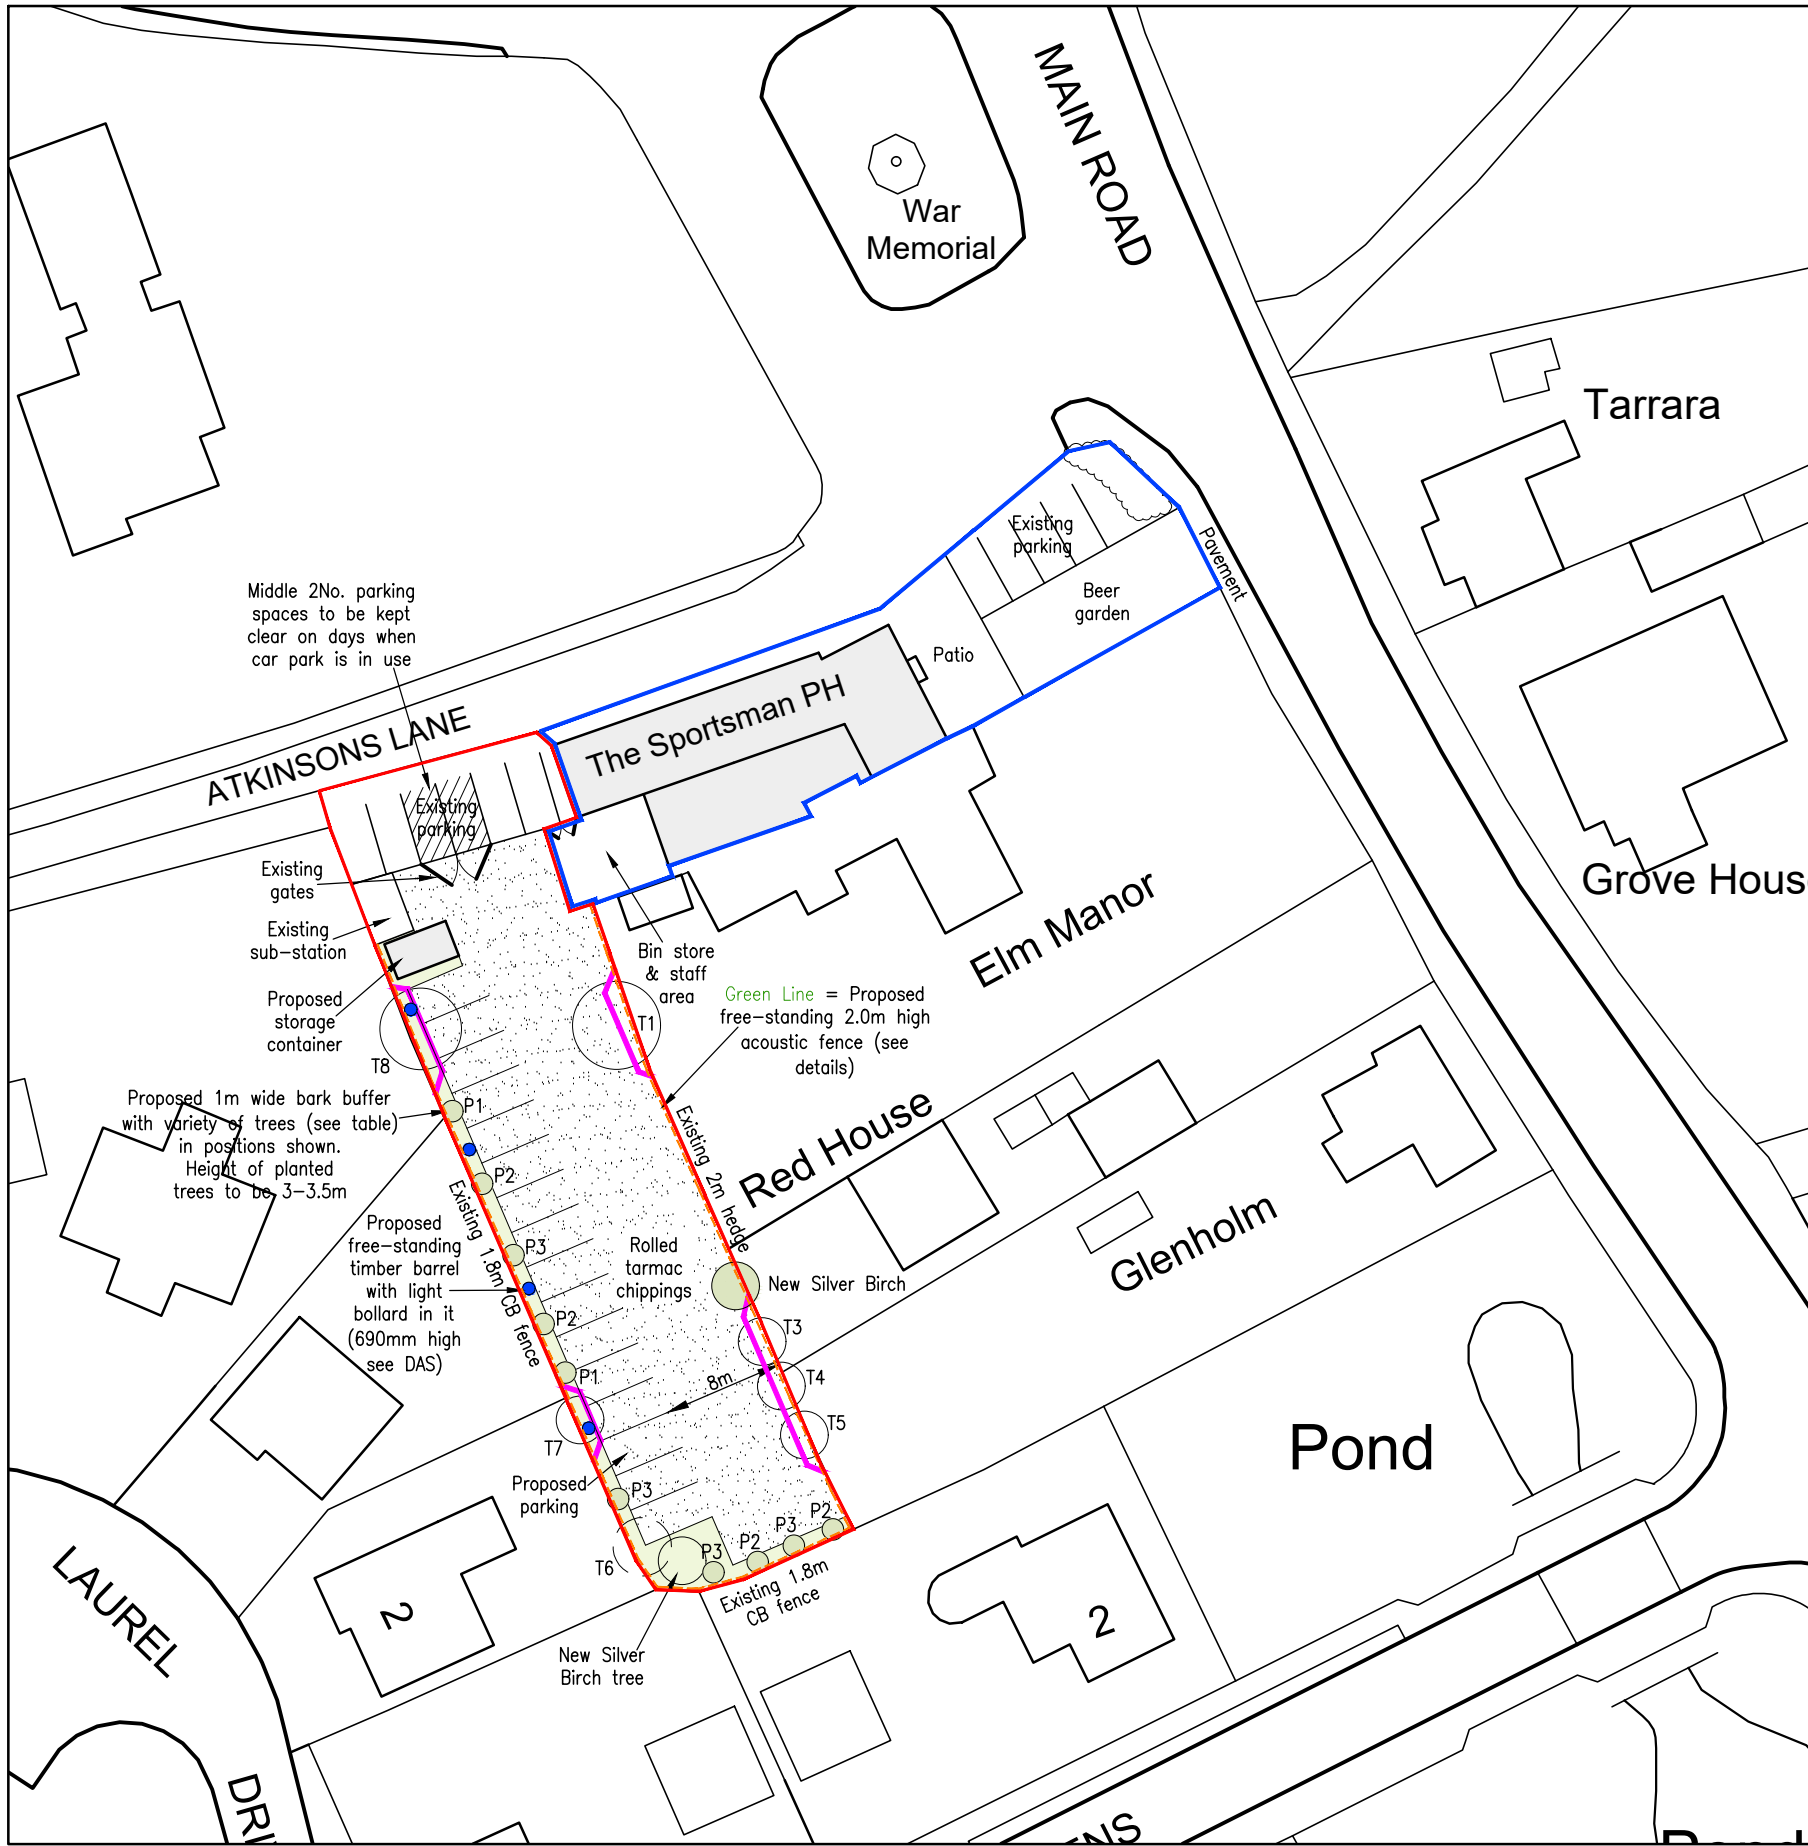 MAIN ROAD
War
Memorial
Tarrara
Existing
parking
Pavement
Beer
garden
Patio
Middle 2No. parking
spaces to be kept
clear on days when
car park is in use
The Sportsman PH
ATKINSONS LANE
Existing
parking
Existing
gates
Grove Hous
Existing
sub-station
Elm Manor
Bin store
& staff
area
Proposed
storage
container
Green Line = Proposed
free-standing 2.0m high
acoustic fence (see
details)
T1
T8
Proposed 1m wide bark buffer
with variety of trees (see table)
in positions shown.
Height of planted
trees to be 3-3.5m
P1
Existing 2m hedge
Red House
P2
Existing 1.8m CB fence
Proposed
free-standing
timber barrel
with light
bollard in it
(690mm high
see DAS)
P3
Rolled
tarmac
chippings
Glenholm
New Silver Birch
P2
T3
P1
8m
T4
T5
T7
Pond
Proposed
parking
P3
P2
P3
P2
P3
T6
Existing 1.8m
CB fence
2
2
LAUREL
New Silver
Birch tree
DRI
ENS